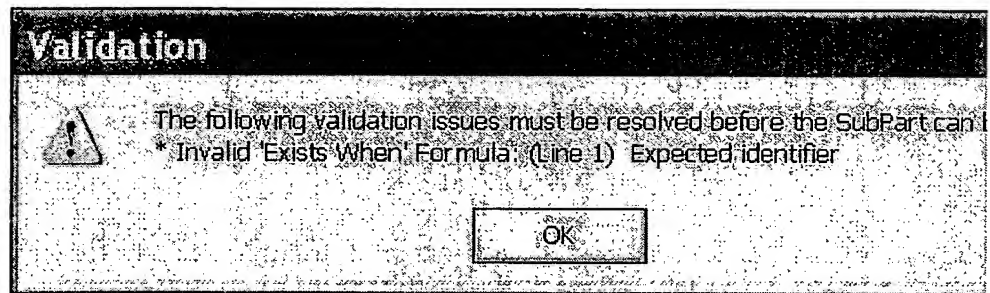 Validation
The following validation issues must be resolved before the SubPart can
* Invalid 'Exists When' Formula: (Line 1) Expected identifier
OK